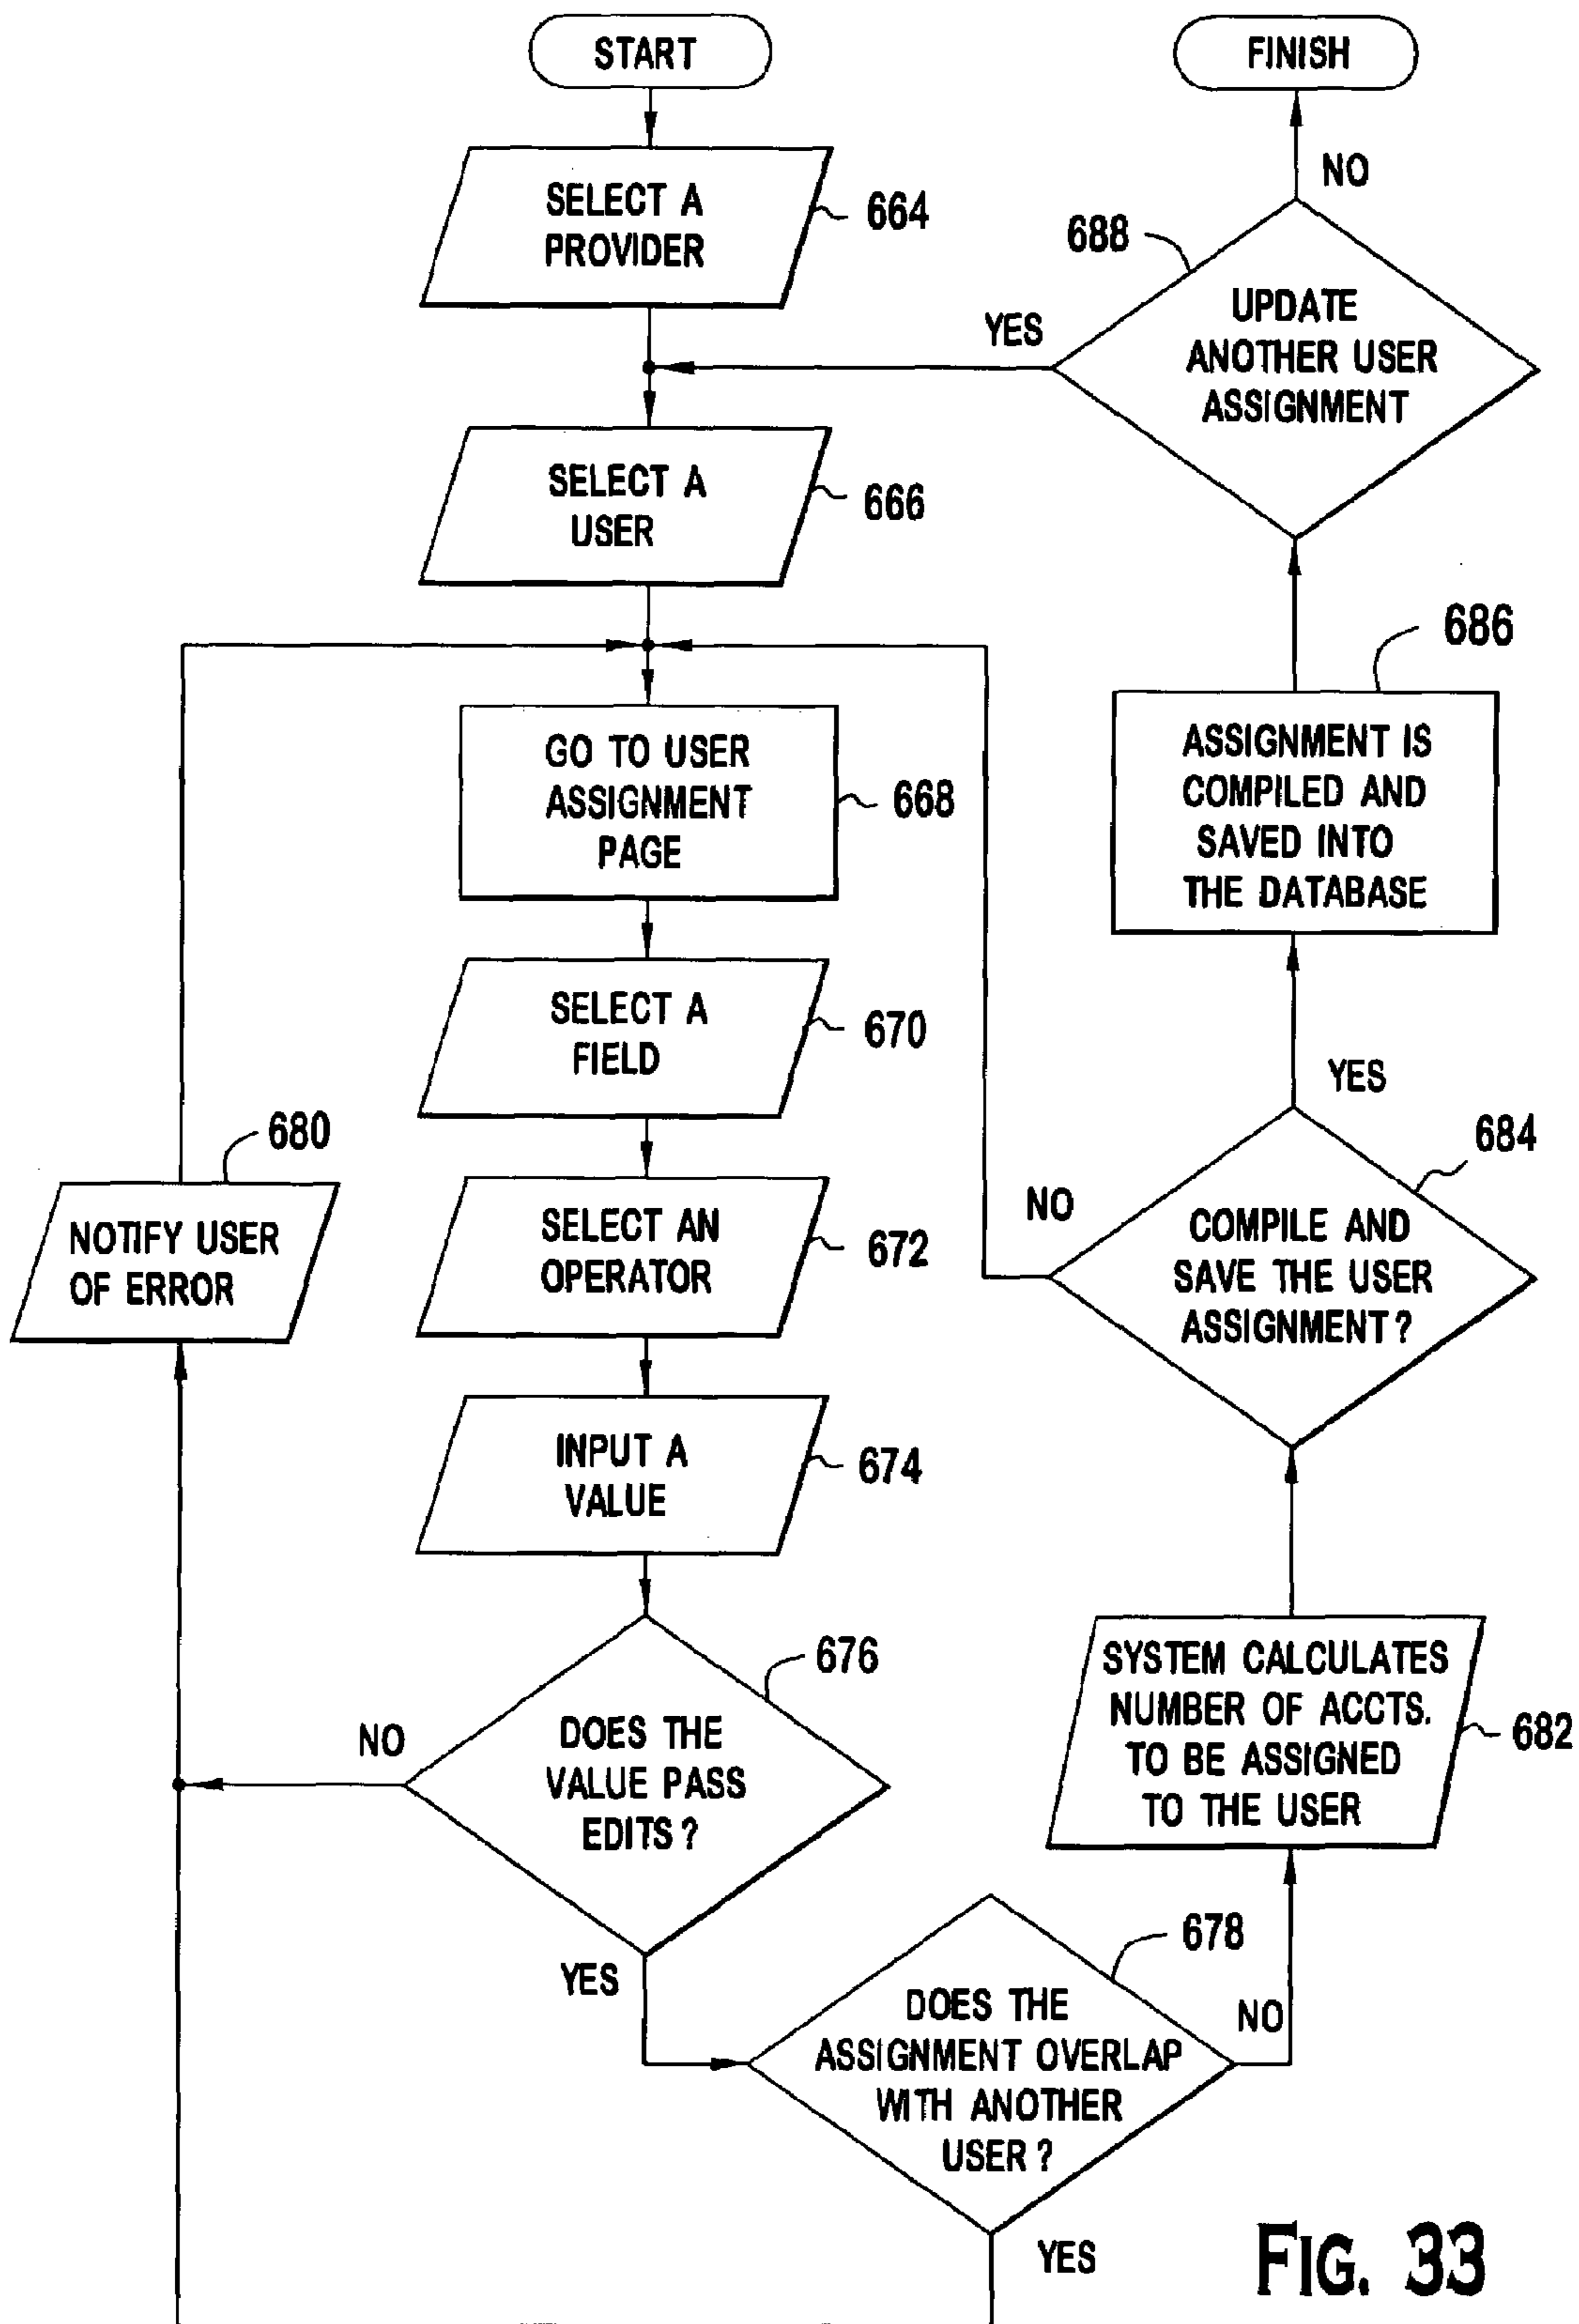 START
SELECT A
PROVIDER
664
SELECT A
USER
666
GO TO USER
ASSIGNMENT
PAGE
668
SELECT A
FIELD
670
SELECT AN
OPERATOR
672
INPUT A
VALUE
674
DOES THE
VALUE PASS
EDITS?
676
NO
YES
NOTIFY USER
OF ERROR
680
DOES THE
ASSIGNMENT OVERLAP
WITH ANOTHER
USER?
678
NO
YES
SYSTEM CALCULATES
NUMBER OF ACCTS.
TO BE ASSIGNED
TO THE USER
682
COMPILE AND
SAVE THE USER
ASSIGNMENT?
684
NO
YES
ASSIGNMENT IS
COMPILED AND
SAVED INTO
THE DATABASE
686
UPDATE
ANOTHER USER
ASSIGNMENT
688
YES
NO
FINISH
FIG. 33